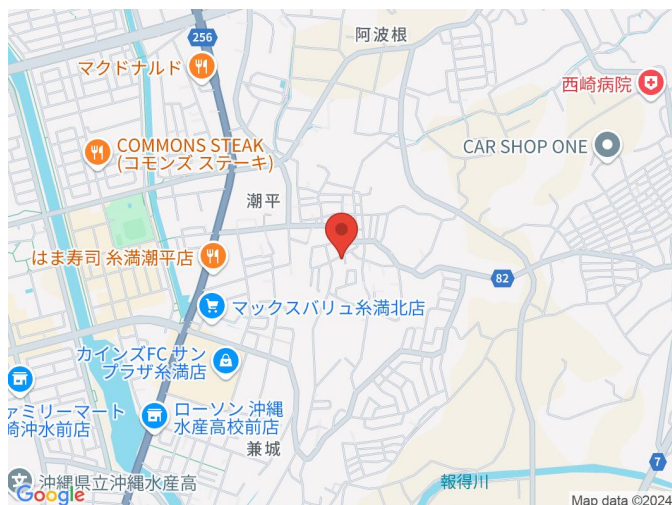 256
阿波根
マクドナルド
西崎病院
COMMONS STEAK
(コモンズ ステーキ)
CAR SHOP ONE
潮平
はま寿司 糸満潮平店
82
マックスバリュ糸満北店
カインズFC サン
プラザ糸満店
ァミリーマート
崎沖水前店
ローソン 沖縄
水産高校前店
兼城
7
沖縄県立沖縄水産高
報得川
Google
Map data ©2024